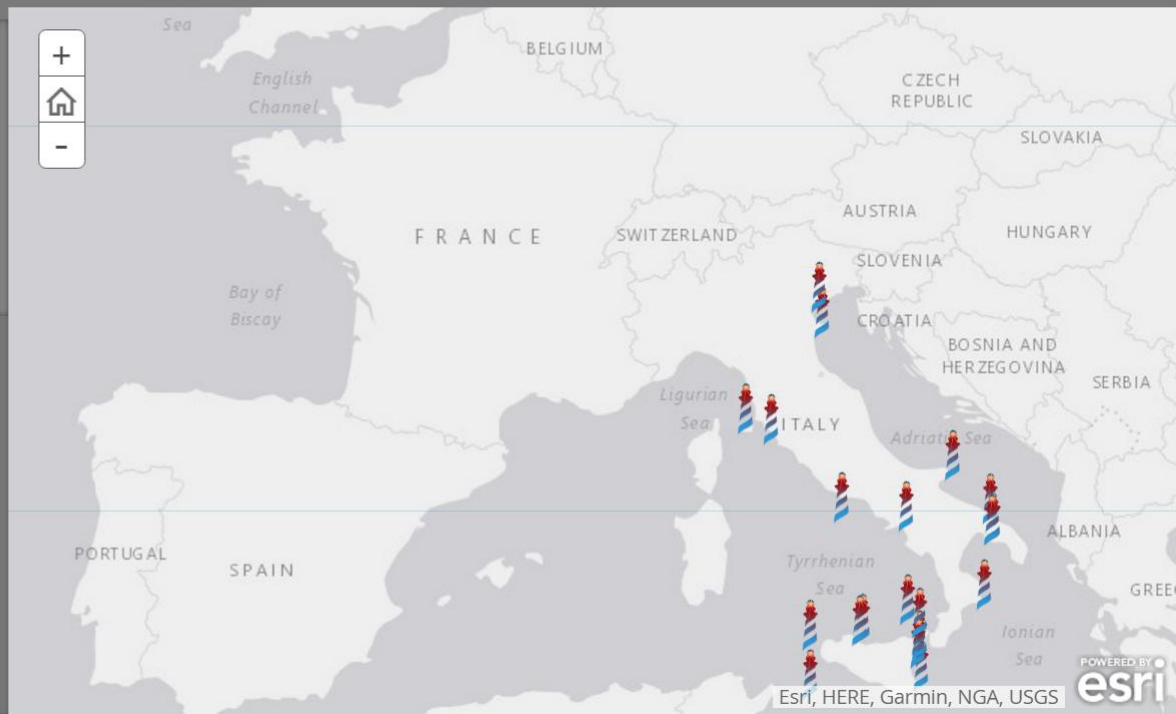 Sea
+
-
English
Channel
BELGIUM
CZECH
REPUBLIC
SLOVAKIA
AUSTRIA
FRANCE
SWITZERLAND
HUNGARY
SLOVENIA
Bay of
Biscay
CROATIA
BOSNIA AND
HERZEGOVINA
SERBIA
Ligurian
Sea
ITALY
Adriatic Sea
PORTUGAL
SPAIN
ALBANIA
Tyrrhenian
Sea
GREE
Ionian
Sea
POWERED BY
esri
Esri, HERE, Garmin, NGA, USGS